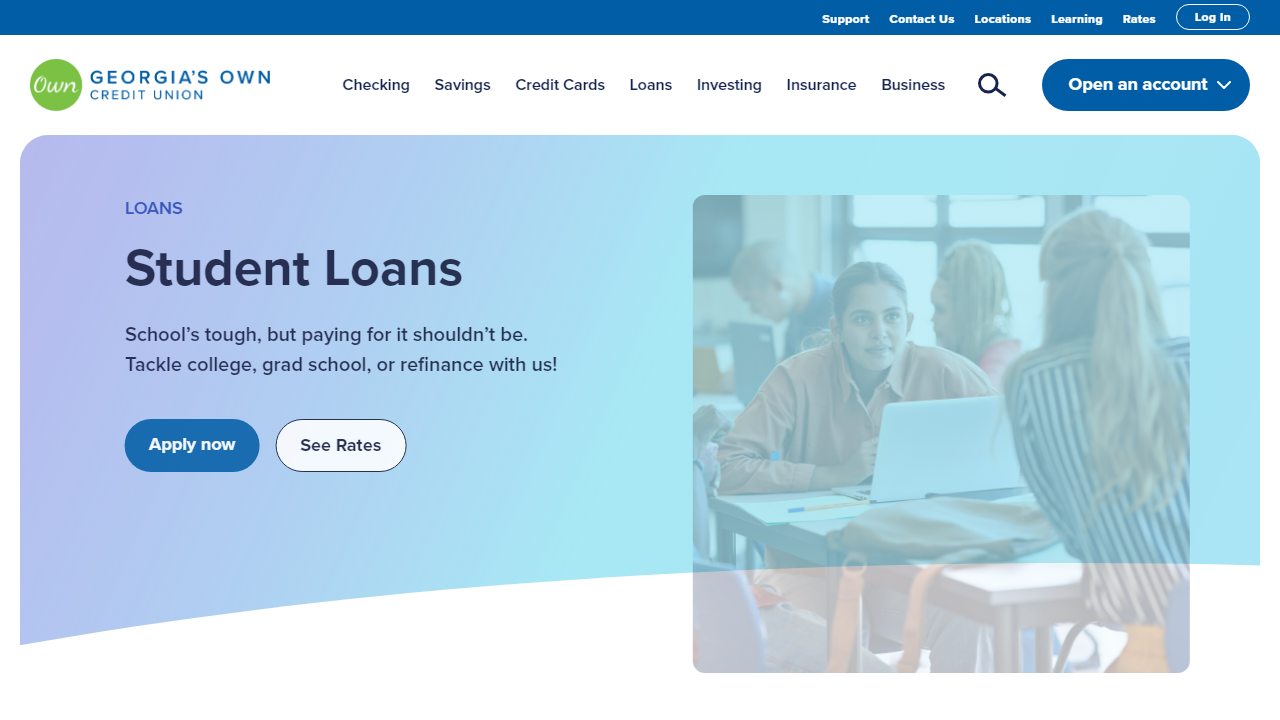 Support Contact Us Locations Learning Rates Log In
Own GEORGIA'S OWN
CREDIT UNION
Checking Savings Credit Cards Loans Investing Insurance Business Open an account
LOANS
Student Loans
School’s tough, but paying for it shouldn’t be.
Tackle college, grad school, or refinance with us!
Apply now See Rates